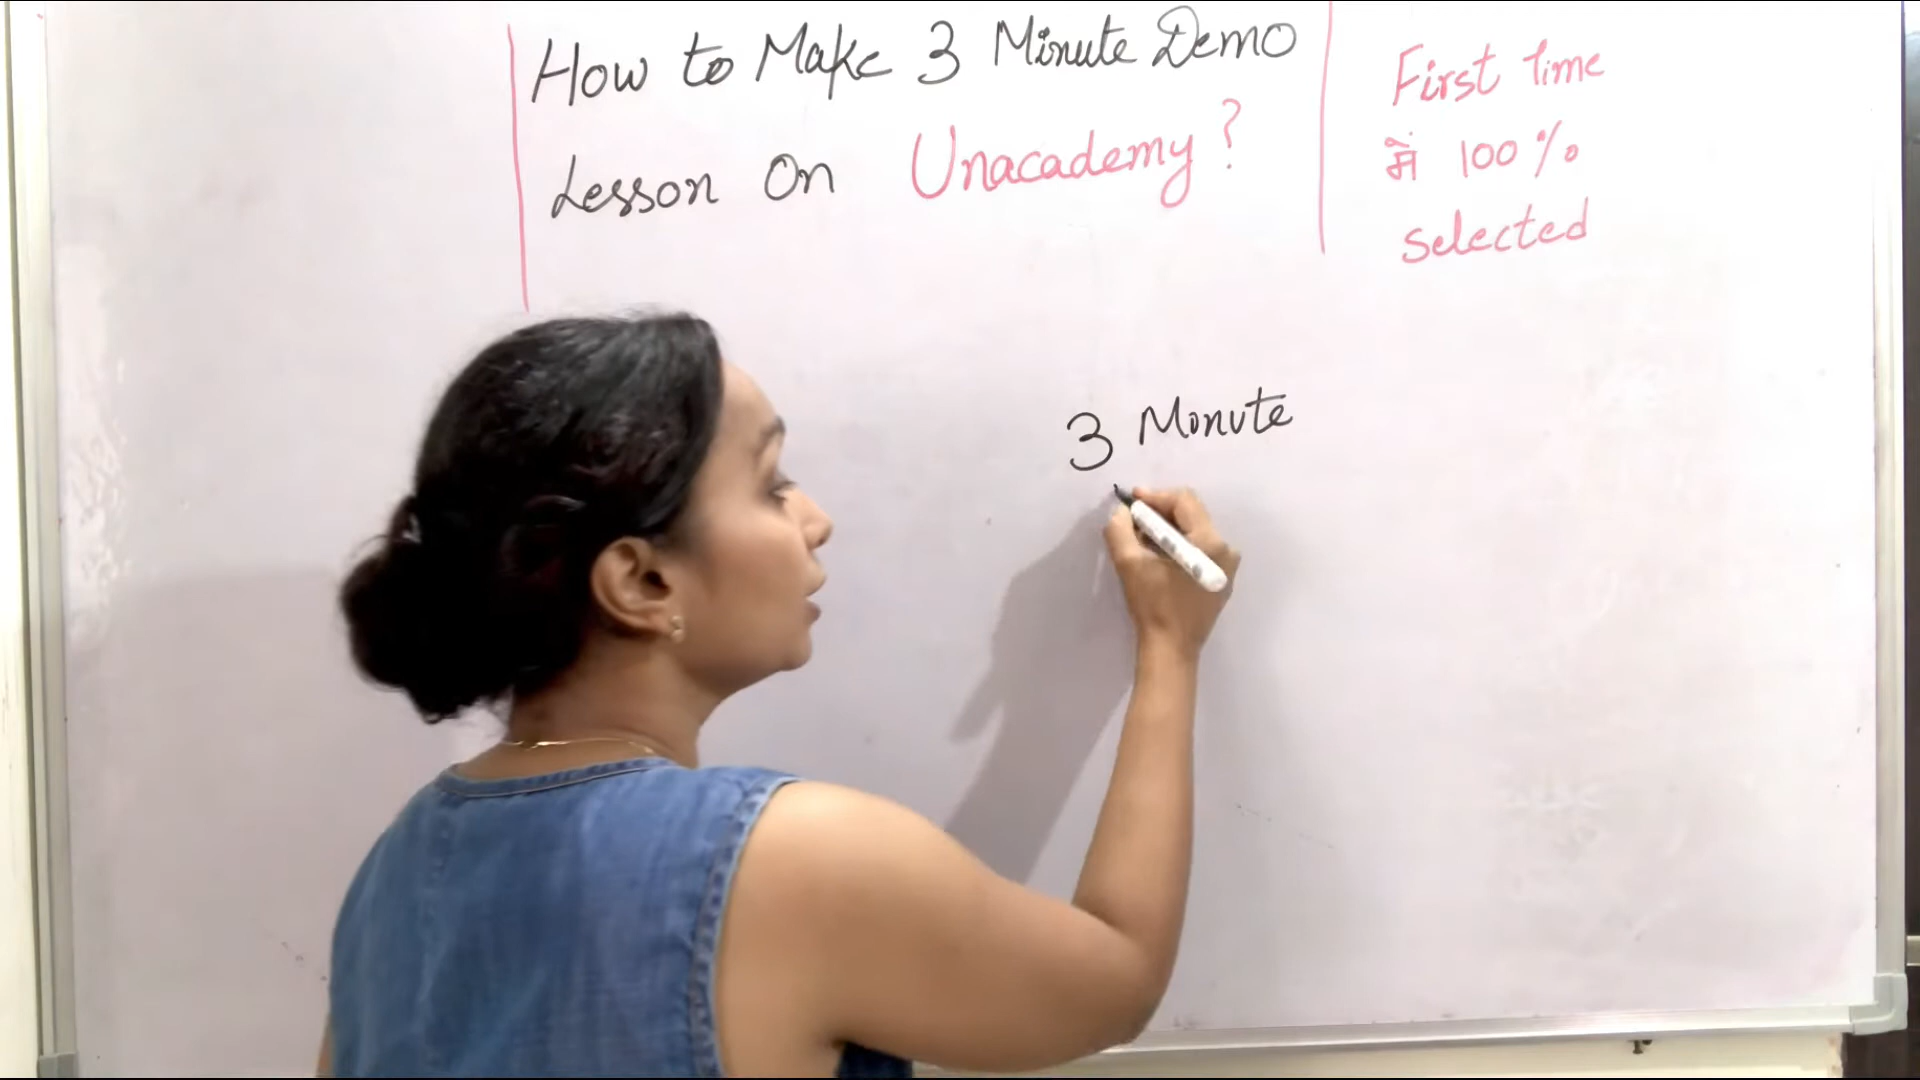 How to Make 3 Minute Demo
Lesson On Unacademy?
First time
में 100%
selected
3 Minute